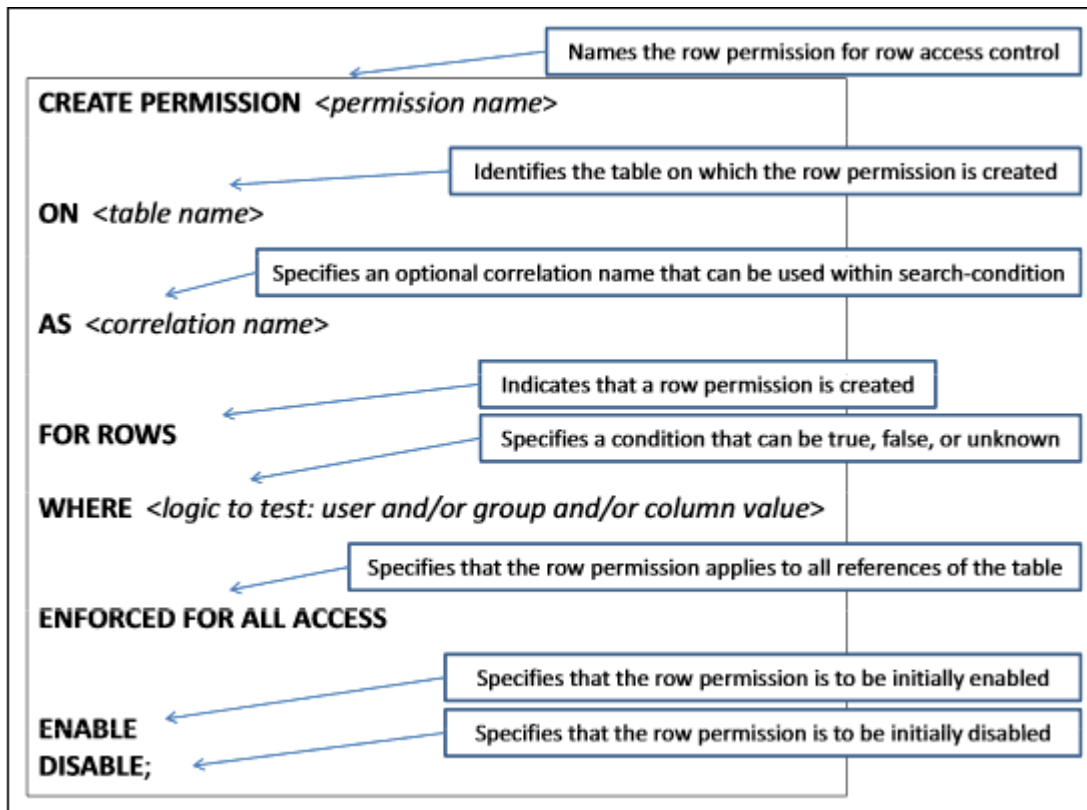 Names the row permission for row access control
CREATE PERMISSION <permission name>
Identifies the table on which the row permission is created
ON <table name>
Specifies an optional correlation name that can be used within search-condition
AS <correlation name>
Indicates that a row permission is created
FOR ROWS
Specifies a condition that can be true, false, or unknown
WHERE <logic to test: user and/or group and/or column value>
Specifies that the row permission applies to all references of the table
ENFORCED FOR ALL ACCESS
Specifies that the row permission is to be initially enabled
ENABLE
Specifies that the row permission is to be initially disabled
DISABLE;